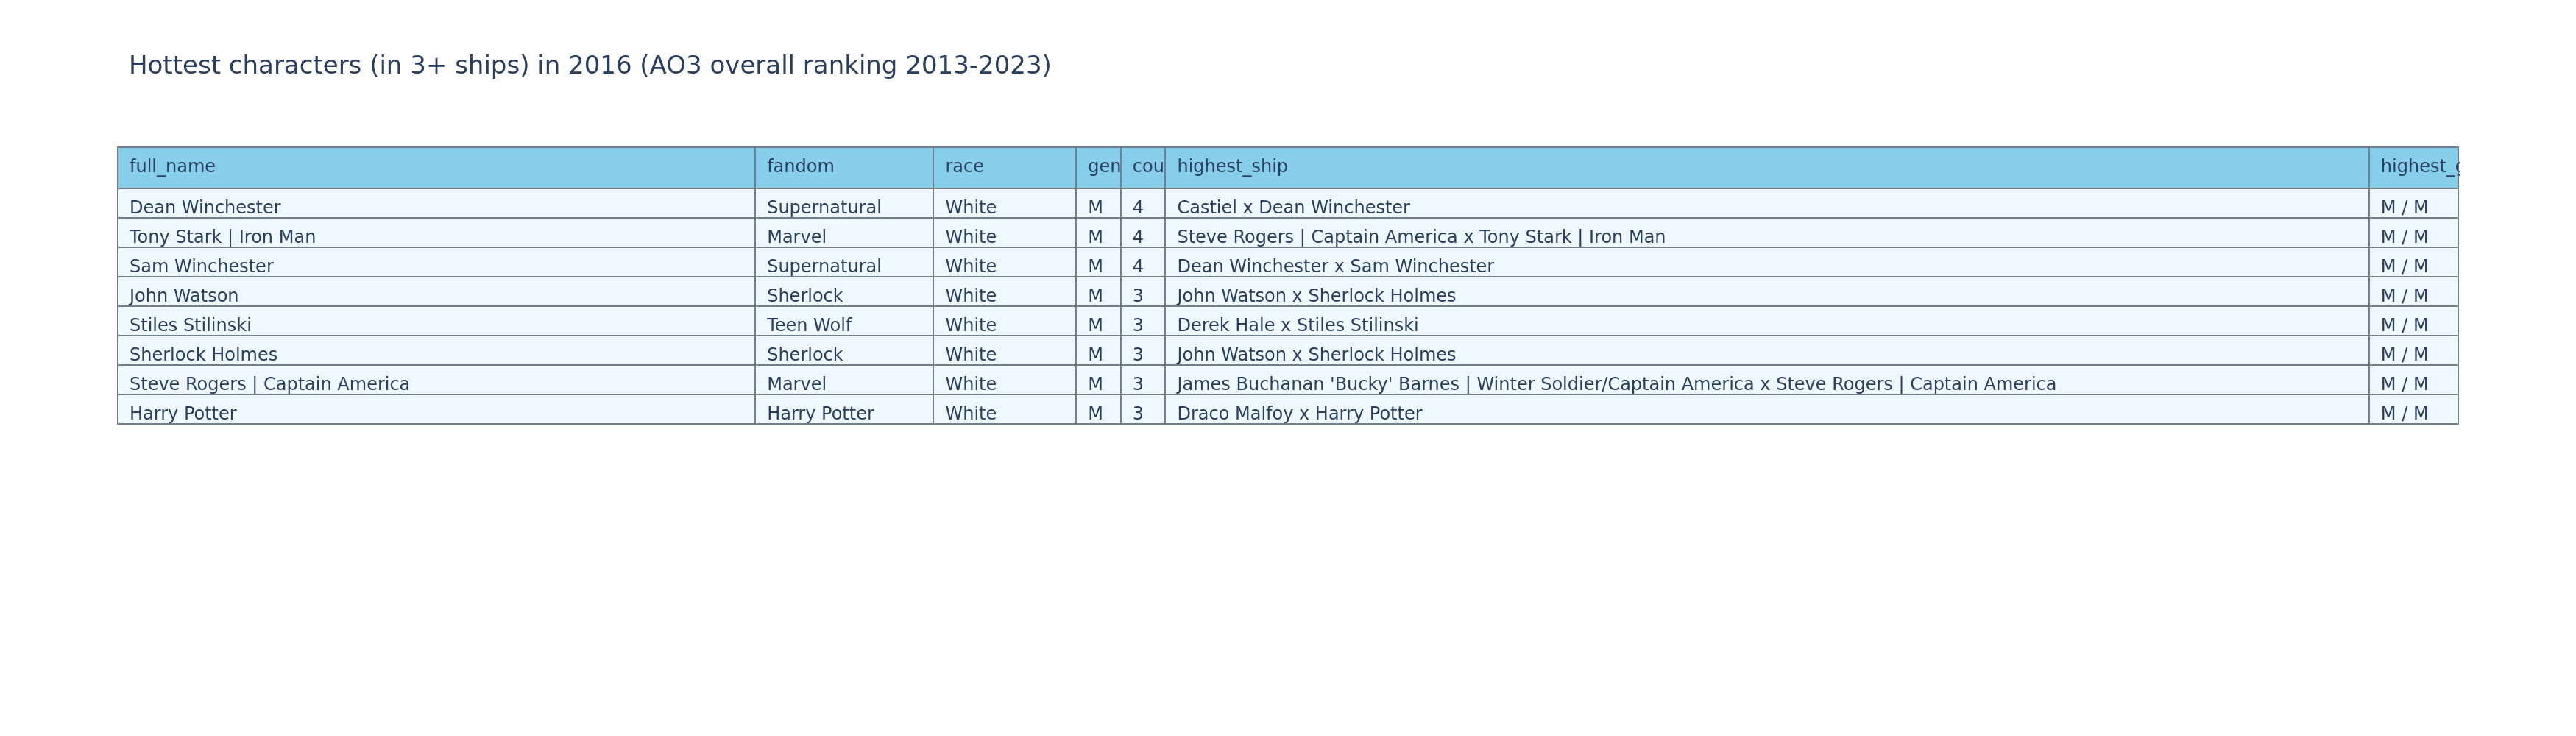 Hottest characters (in 3+ ships) in 2016 (AO3 overall ranking 2013-2023)
full_name fandom race gen cou highest_ship highest_g
Dean Winchester Supernatural White M 4 Castiel x Dean Winchester M / M
Tony Stark | Iron Man Marvel White M 4 Steve Rogers | Captain America x Tony Stark | Iron Man M / M
Sam Winchester Supernatural White M 4 Dean Winchester x Sam Winchester M / M
John Watson Sherlock White M 3 John Watson x Sherlock Holmes M / M
Stiles Stilinski Teen Wolf White M 3 Derek Hale x Stiles Stilinski M / M
Sherlock Holmes Sherlock White M 3 John Watson x Sherlock Holmes M / M
Steve Rogers | Captain America Marvel White M 3 James Buchanan 'Bucky' Barnes | Winter Soldier/Captain America x Steve Rogers | Captain America M / M
Harry Potter Harry Potter White M 3 Draco Malfoy x Harry Potter M / M